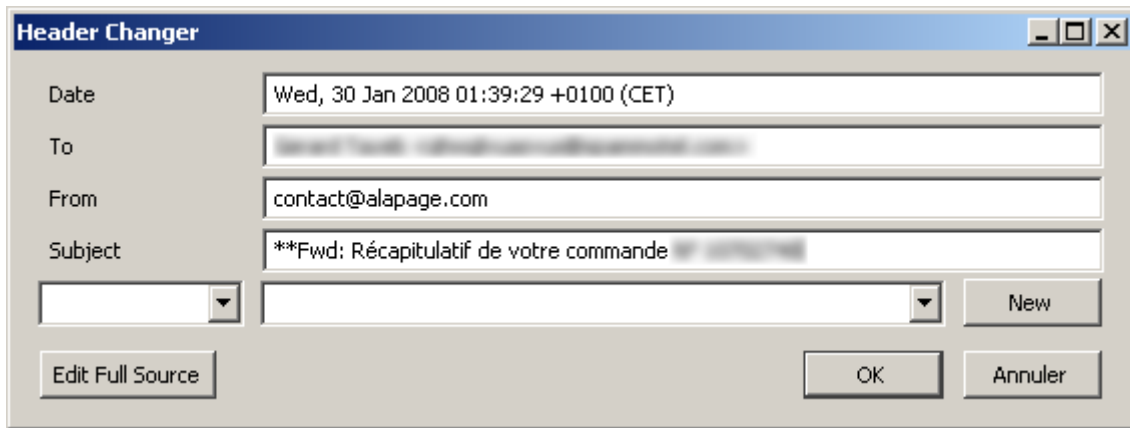 Header Changer
Date Wed, 30 Jan 2008 01:39:29 +0100 (CET)
To
From contact@alapage.com
Subject **Fwd: Récapitulatif de votre commande
New
Edit Full Source OK Annuler